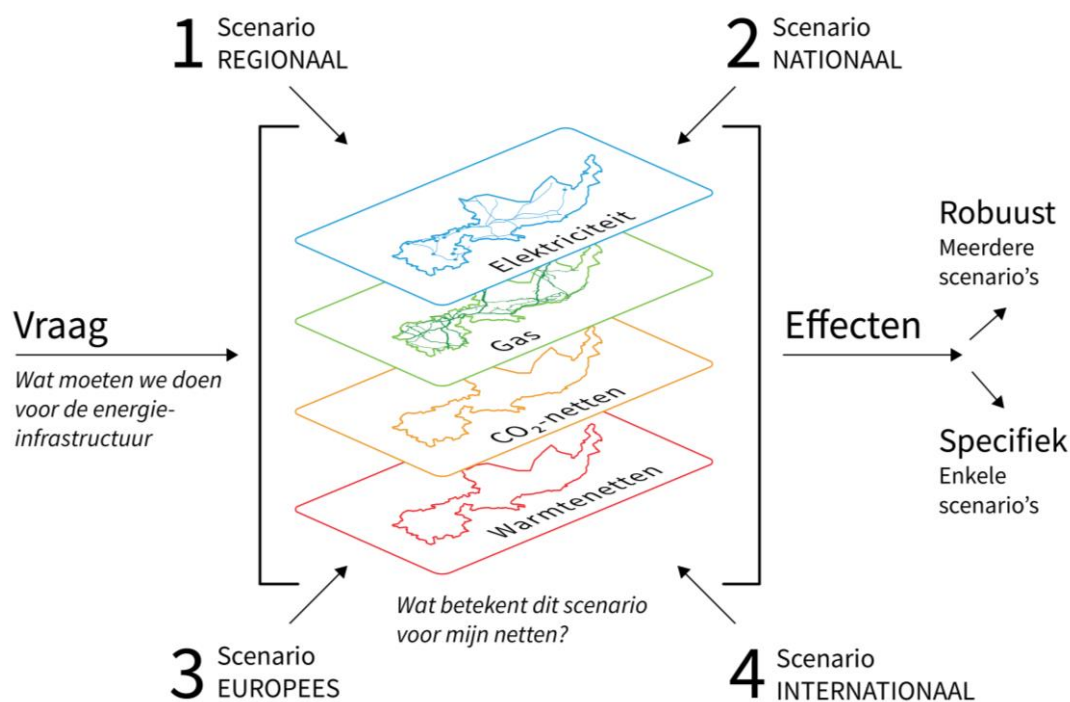 1 Scenario
REGIONAAL
2 Scenario
NATIONAAL
Vraag
Wat moeten we doen
voor de energie-
infrastructuur
Elektriciteit
Gas
CO₂-netten
Warmtenetten
Wat betekent dit scenario
voor mijn netten?
Effecten
Robuust
Meerdere
scenario's
Specifiek
Enkele
scenario's
3 Scenario
EUROPEES
4 Scenario
INTERNATIONAAL